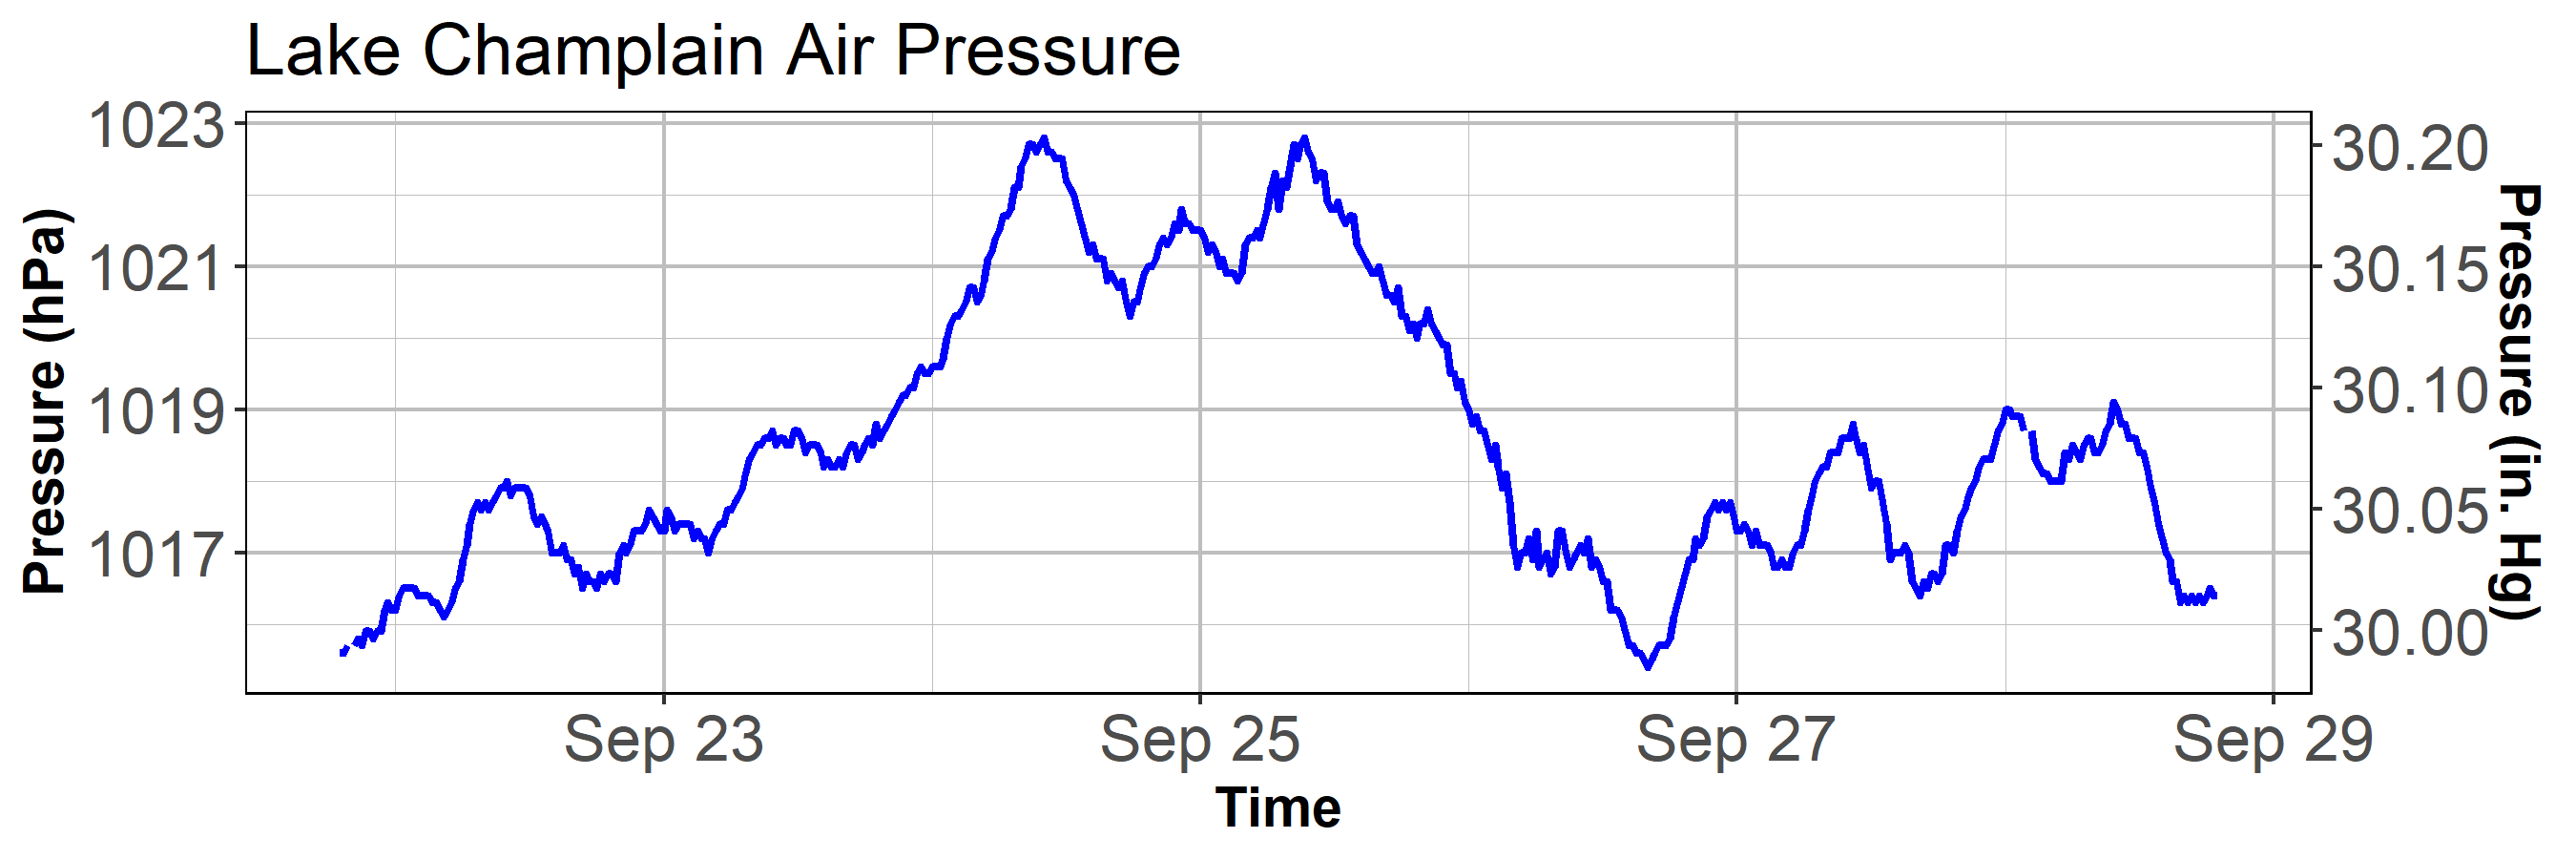 Lake Champlain Air Pressure
Pressure (hPa)
1023
1021
1019
1017
30.20
30.15
30.10
30.05
30.00
Pressure (in. Hg)
Sep 23
Sep 25
Sep 27
Sep 29
Time